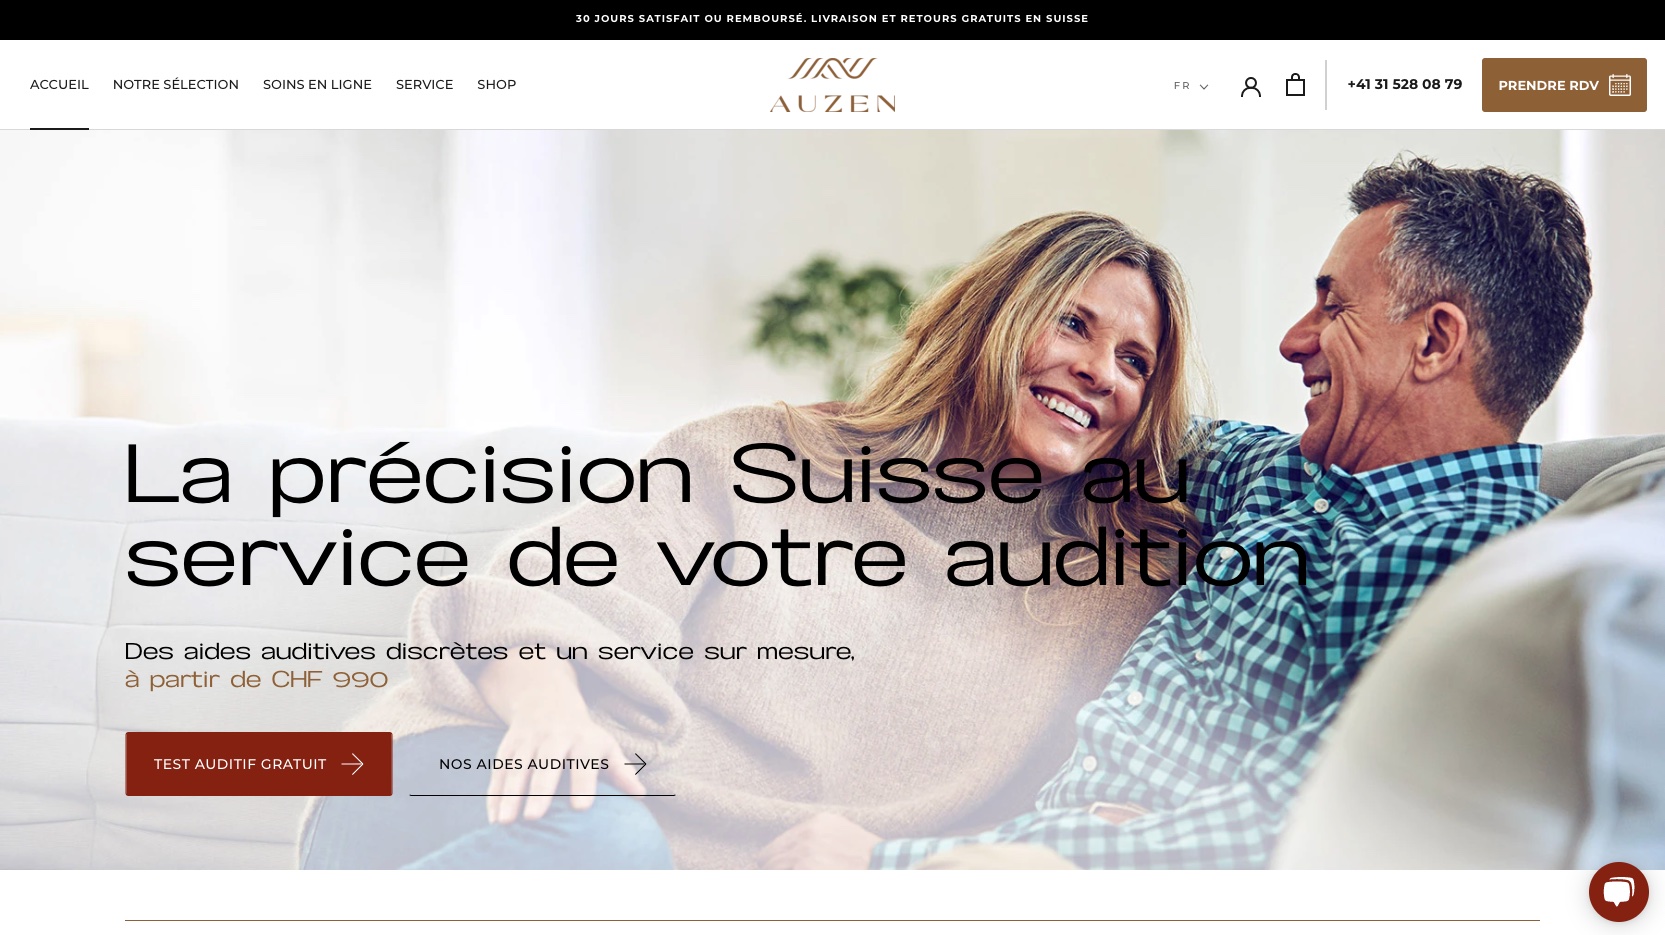 30 JOURS SATISFAIT OU REMBOURSÉ. LIVRAISON ET RETOURS GRATUITS EN SUISSE
ACCUEIL NOTRE SÉLECTION SOINS EN LIGNE SERVICE SHOP
AUZEN
FR
+41 31 528 08 79
PRENDRE RDV
La précision Suisse au
service de votre audition
Des aides auditives discrètes et un service sur mesure,
à partir de CHF 990
TEST AUDITIF GRATUIT
NOS AIDES AUDITIVES